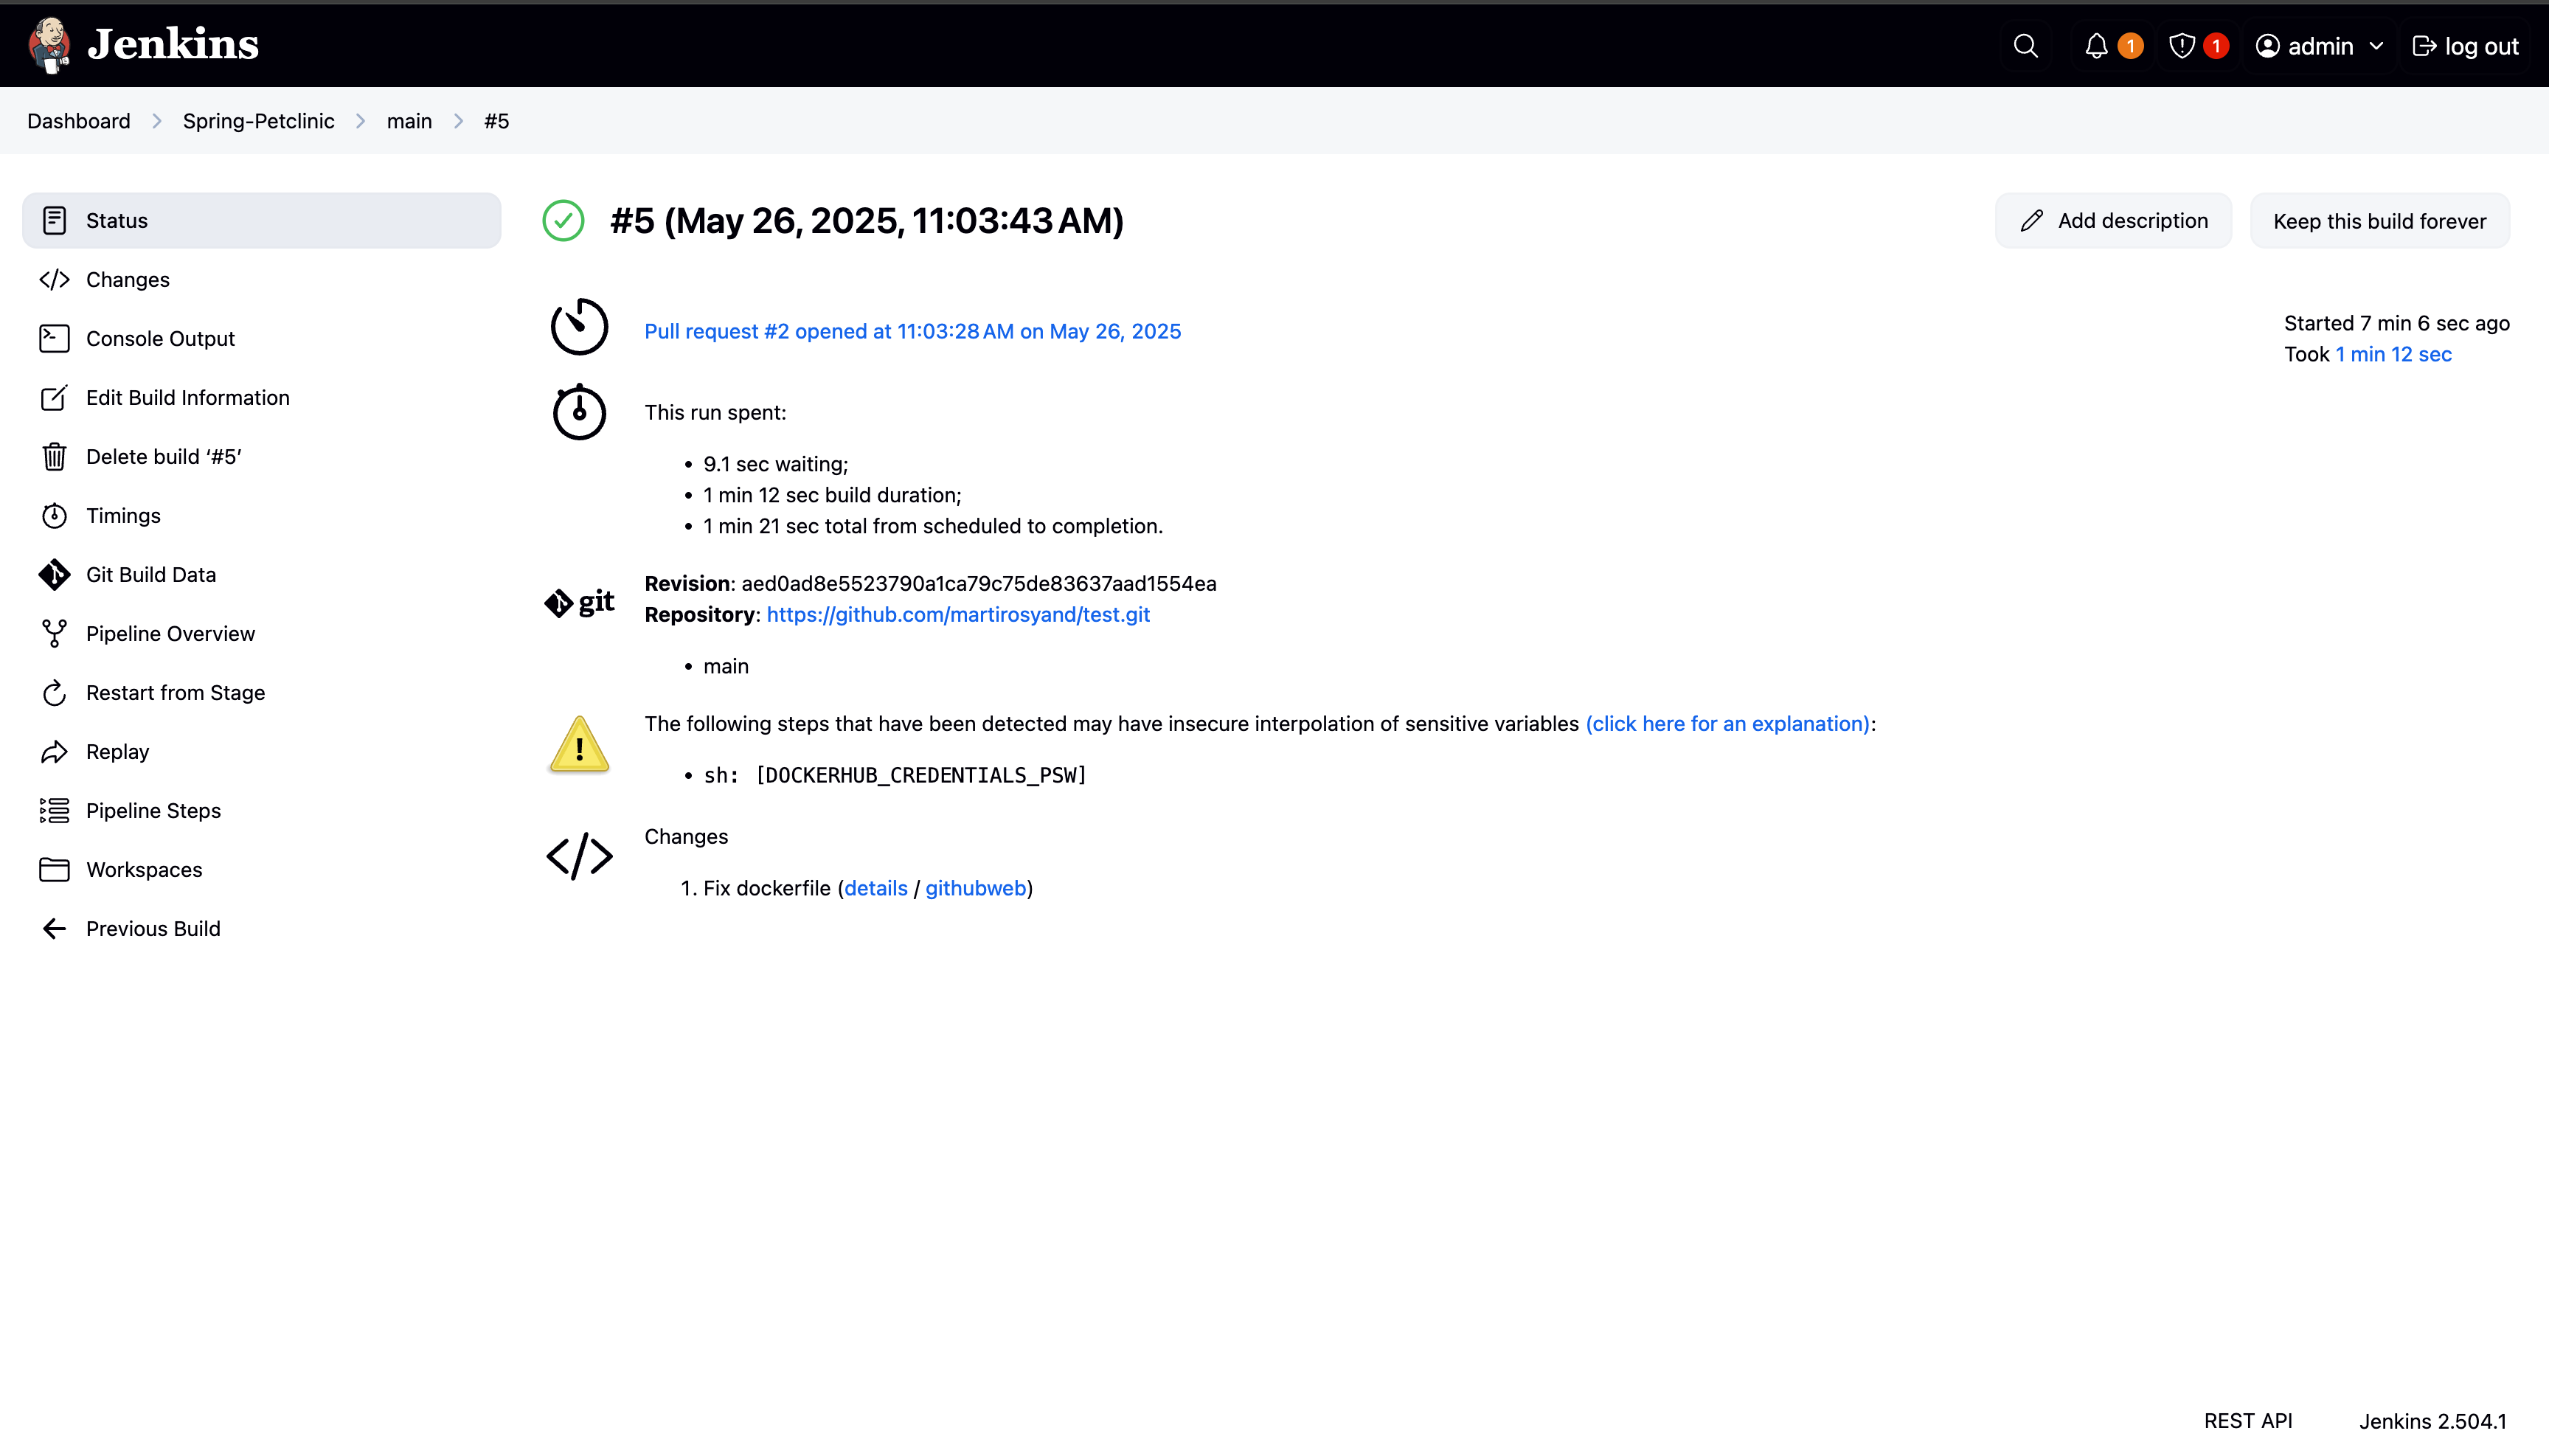 Jenkins
1
1
admin
log out
Dashboard
Spring-Petclinic
main
#5
Status
Changes
Console Output
Edit Build Information
Delete build ‘#5’
Timings
Git Build Data
Pipeline Overview
Restart from Stage
Replay
Pipeline Steps
Workspaces
Previous Build
#5 (May 26, 2025, 11:03:43 AM)
Add description
Keep this build forever
Pull request #2 opened at 11:03:28 AM on May 26, 2025
Started 7 min 6 sec ago
Took 1 min 12 sec
This run spent:
• 9.1 sec waiting;
• 1 min 12 sec build duration;
• 1 min 21 sec total from scheduled to completion.
git
Revision: aed0ad8e5523790a1ca79c75de83637aad1554ea
Repository: https://github.com/martirosyand/test.git
• main
The following steps that have been detected may have insecure interpolation of sensitive variables (click here for an explanation):
• sh: [DOCKERHUB_CREDENTIALS_PSW]
Changes
1. Fix dockerfile (details / githubweb)
REST API
Jenkins 2.504.1